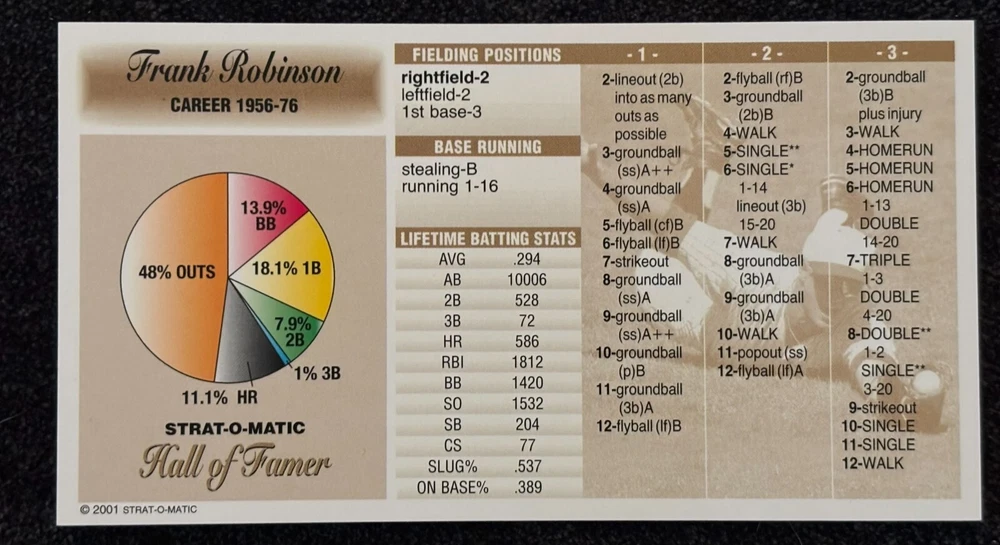 Frank Robinson
CAREER 1956-76
13.9%
BB
18.1% 1B
7.9%
2B
1% 3B
11.1% HR
48% OUTS
STRAT-O-MATIC
Hall of Famer
© 2001 STRAT-O-MATIC
FIELDING POSITIONS
rightfield-2
leftfield-2
1st base-3
BASE RUNNING
stealing-B
running 1-16
LIFETIME BATTING STATS
AVG .294
AB 10006
2B 528
3B 72
HR 586
RBI 1812
BB 1420
SO 1532
SB 204
CS 77
SLUG% .537
ON BASE% .389
- 1 -
2-lineout (2b)
into as many
outs as
possible
3-groundball
(ss)A++
4-groundball
(ss)A
5-flyball (cf)B
6-flyball (lf)B
7-strikeout
8-groundball
(ss)A
9-groundball
(ss)A++
10-groundball
(p)B
11-groundball
(3b)A
12-flyball (lf)B
- 2 -
2-flyball (rf)B
3-groundball
(2b)B
4-WALK
5-SINGLE**
6-SINGLE*
1-14
lineout (3b)
15-20
7-WALK
8-groundball
(3b)A
9-groundball
(3b)A
10-WALK
11-popout (ss)
12-flyball (lf)A
- 3 -
2-groundball
(3b)B
plus injury
3-WALK
4-HOMERUN
5-HOMERUN
6-HOMERUN
1-13
DOUBLE
14-20
7-TRIPLE
1-3
DOUBLE
4-20
8-DOUBLE**
1-2
SINGLE**
3-20
9-strikeout
10-SINGLE
11-SINGLE
12-WALK